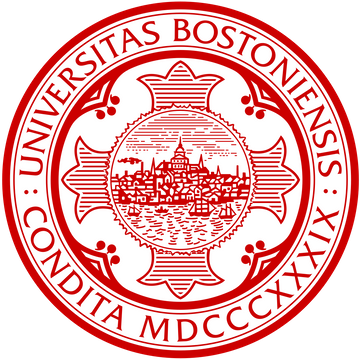 UNIVERSITAS BOSTONIENSIS
CONDITA MDCCCXXXIX